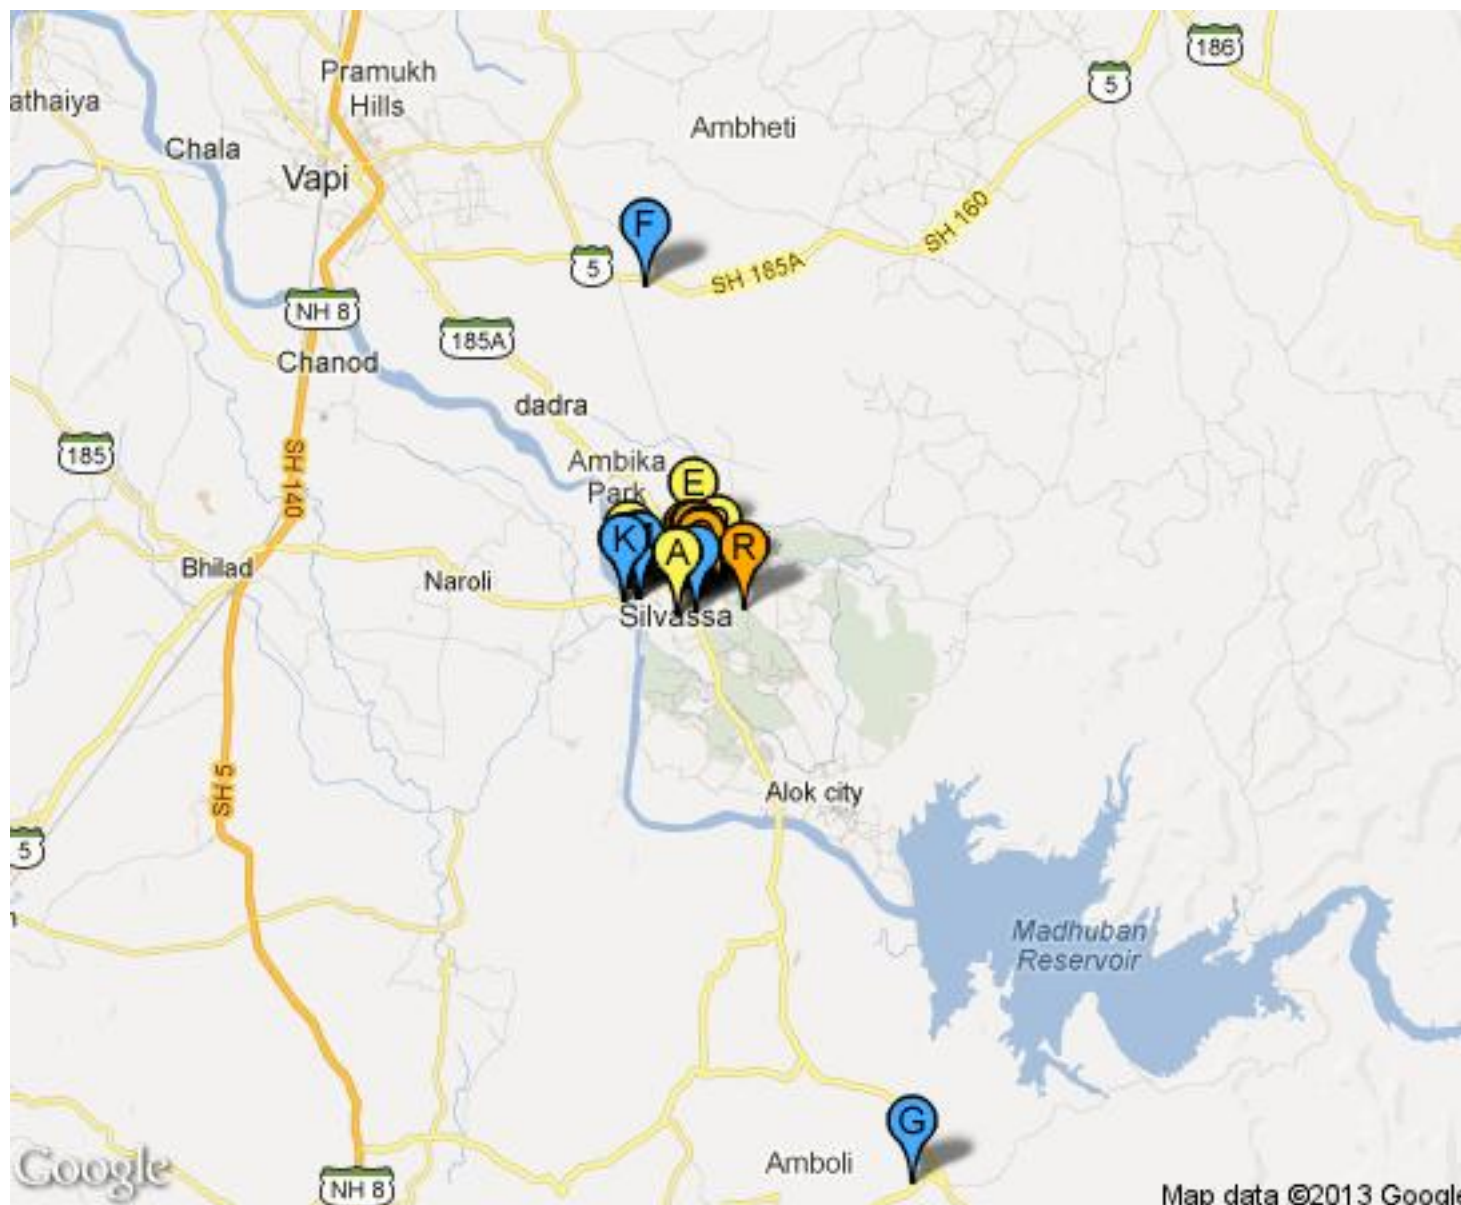 186
5
Pramukh
Hills
athaiya
Ambheti
Chala
Vapi
F
SH 160
5
SH 185A
NH 8
185A
Chanod
dadra
185
SH 140
Ambika
Park
E
K
A
R
Bhilad
Naroli
Silvassa
SH 5
Alok city
5
Madhuban
Reservoir
G
Amboli
Google
NH 8
Map data ©2013 Google